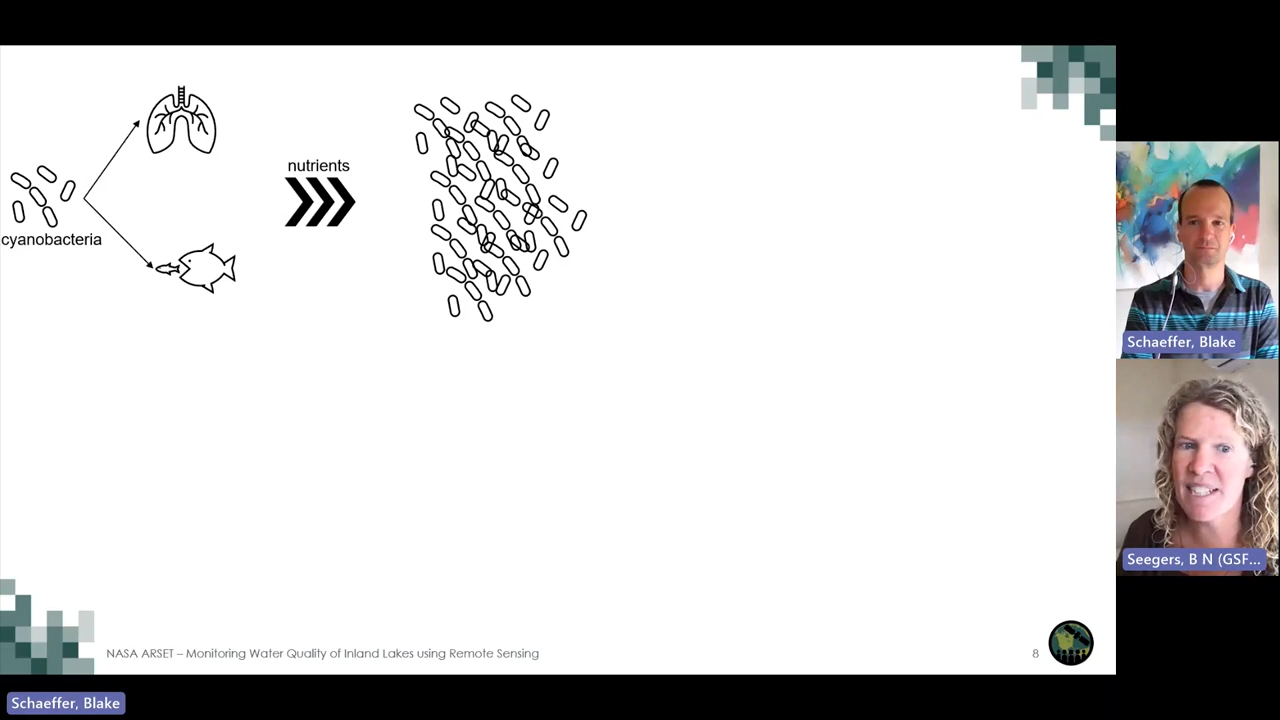 nutrients
cyanobacteria
Schaeffer, Blake
Seegers, B N (GSF...
NASA ARSET – Monitoring Water Quality of Inland Lakes using Remote Sensing
8
Schaeffer, Blake